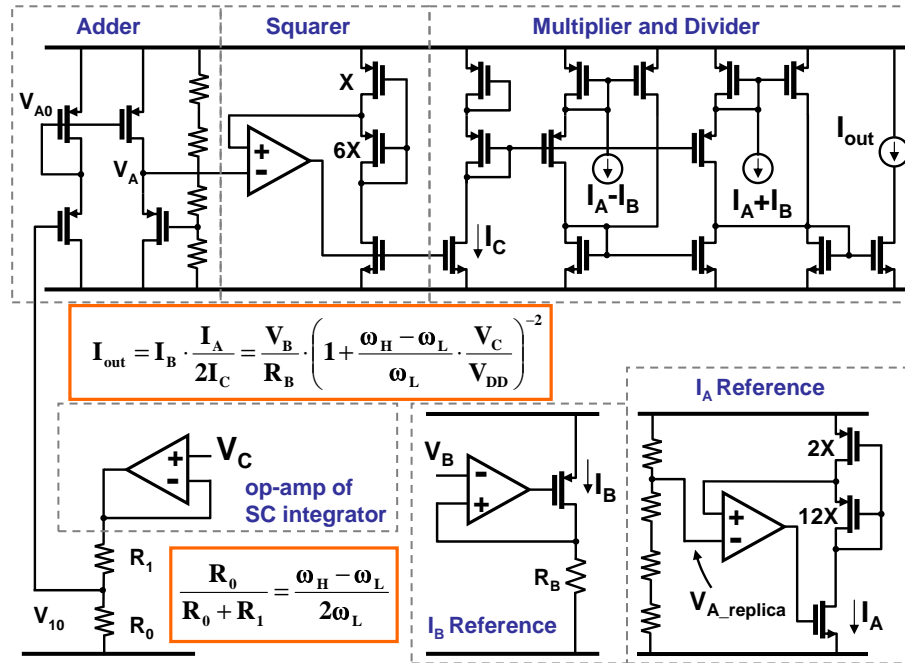 Adder
Squarer
Multiplier and Divider
V_A0
V_A
X
6X
+
-
I_C
I_A-I_B
I_A+I_B
I_out
I_out = I_B · I_A / 2I_C = V_B / R_B · (1 + (ω_H − ω_L) / ω_L · V_C / V_DD)^−2
V_C
+
-
op-amp of
SC integrator
R_1
V_10
R_0
R_0 / (R_0 + R_1) = (ω_H − ω_L) / 2ω_L
V_B
-
+
I_B
R_B
I_B Reference
I_A Reference
2X
12X
+
-
V_A_replica
I_A